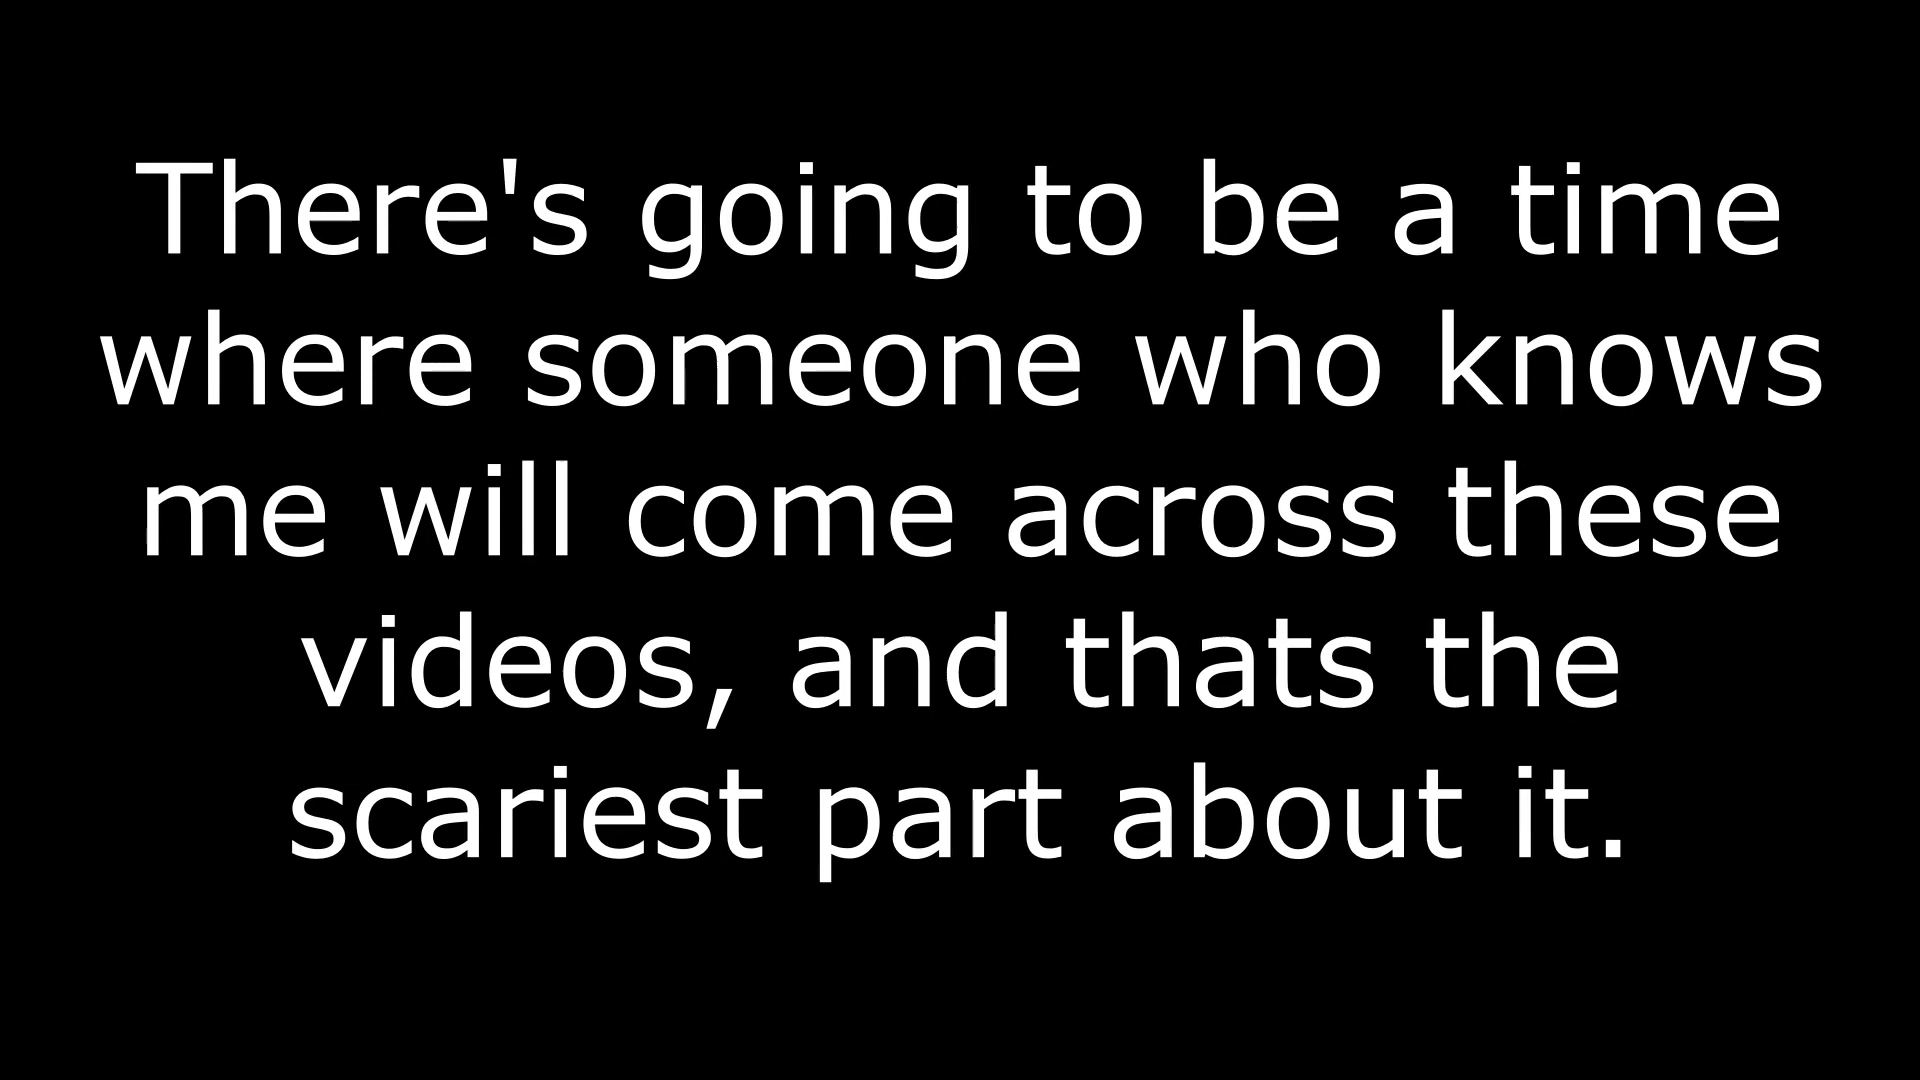 There's going to be a time
where someone who knows
me will come across these
videos, and thats the
scariest part about it.